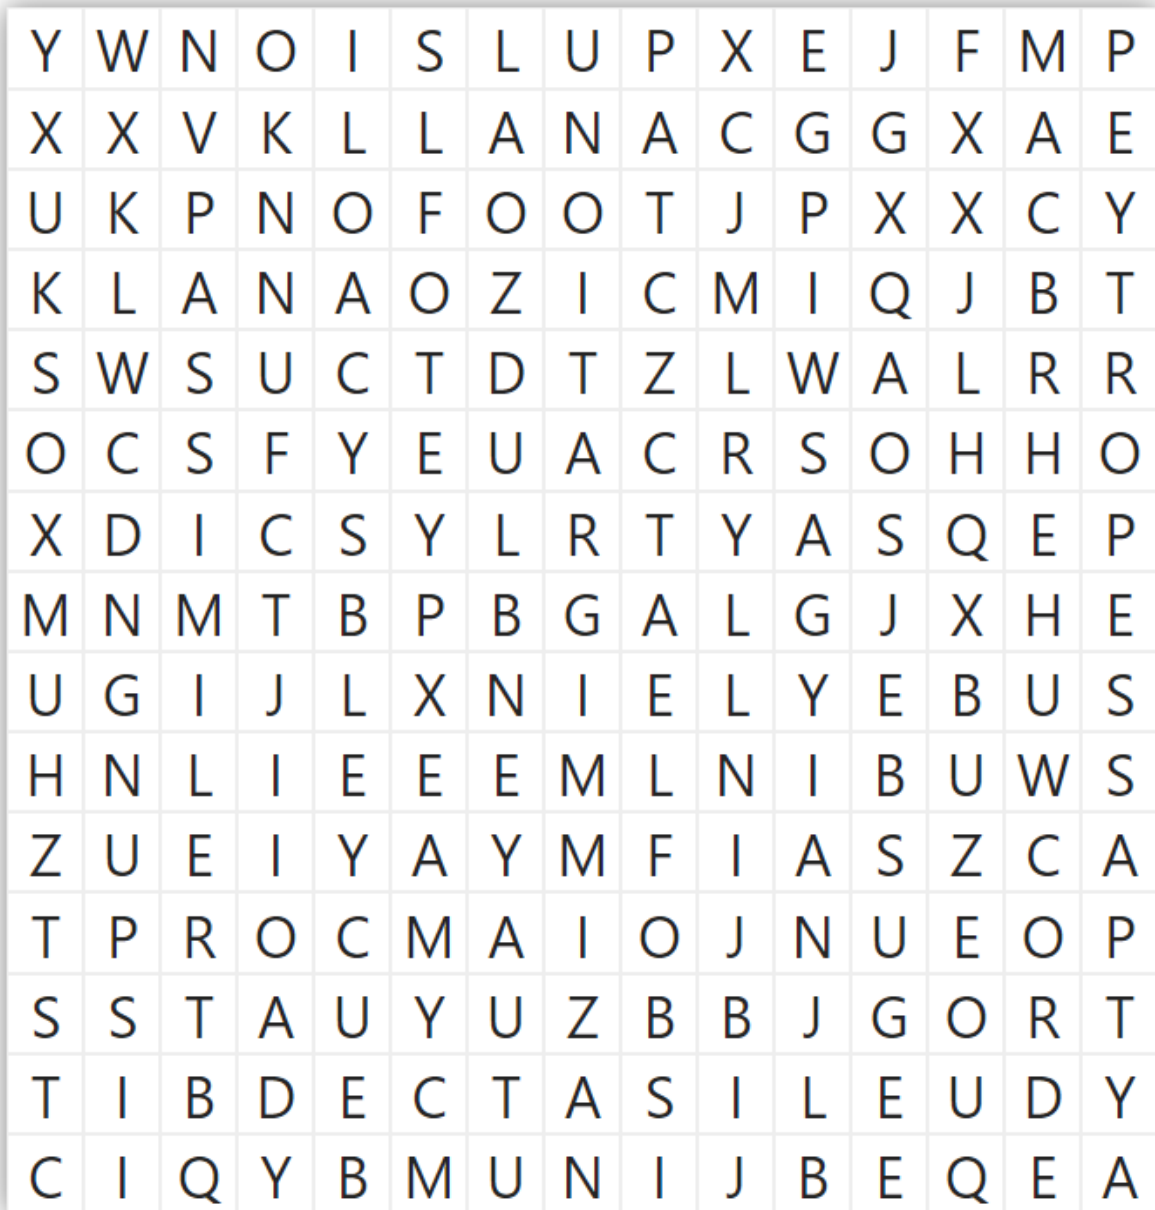 Y W N O I S L U P X E J F M P
X X V K L L A N A C G G X A E
U K P N O F O O T J P X X C Y
K L A N A O Z I C M I Q J B T
S W S U C T D T Z L W A L R R
O C S F Y E U A C R S O H H O
X D I C S Y L R T Y A S Q E P
M N M T B P B G A L G J X H E
U G I J L X N I E L Y E B U S
H N L I E E E M L N I B U W S
Z U E I Y A Y M F I A S Z C A
T P R O C M A I O J N U E O P
S S T A U Y U Z B B J G O R T
T I B D E C T A S I L E U D Y
C I Q Y B M U N I J B E Q E A